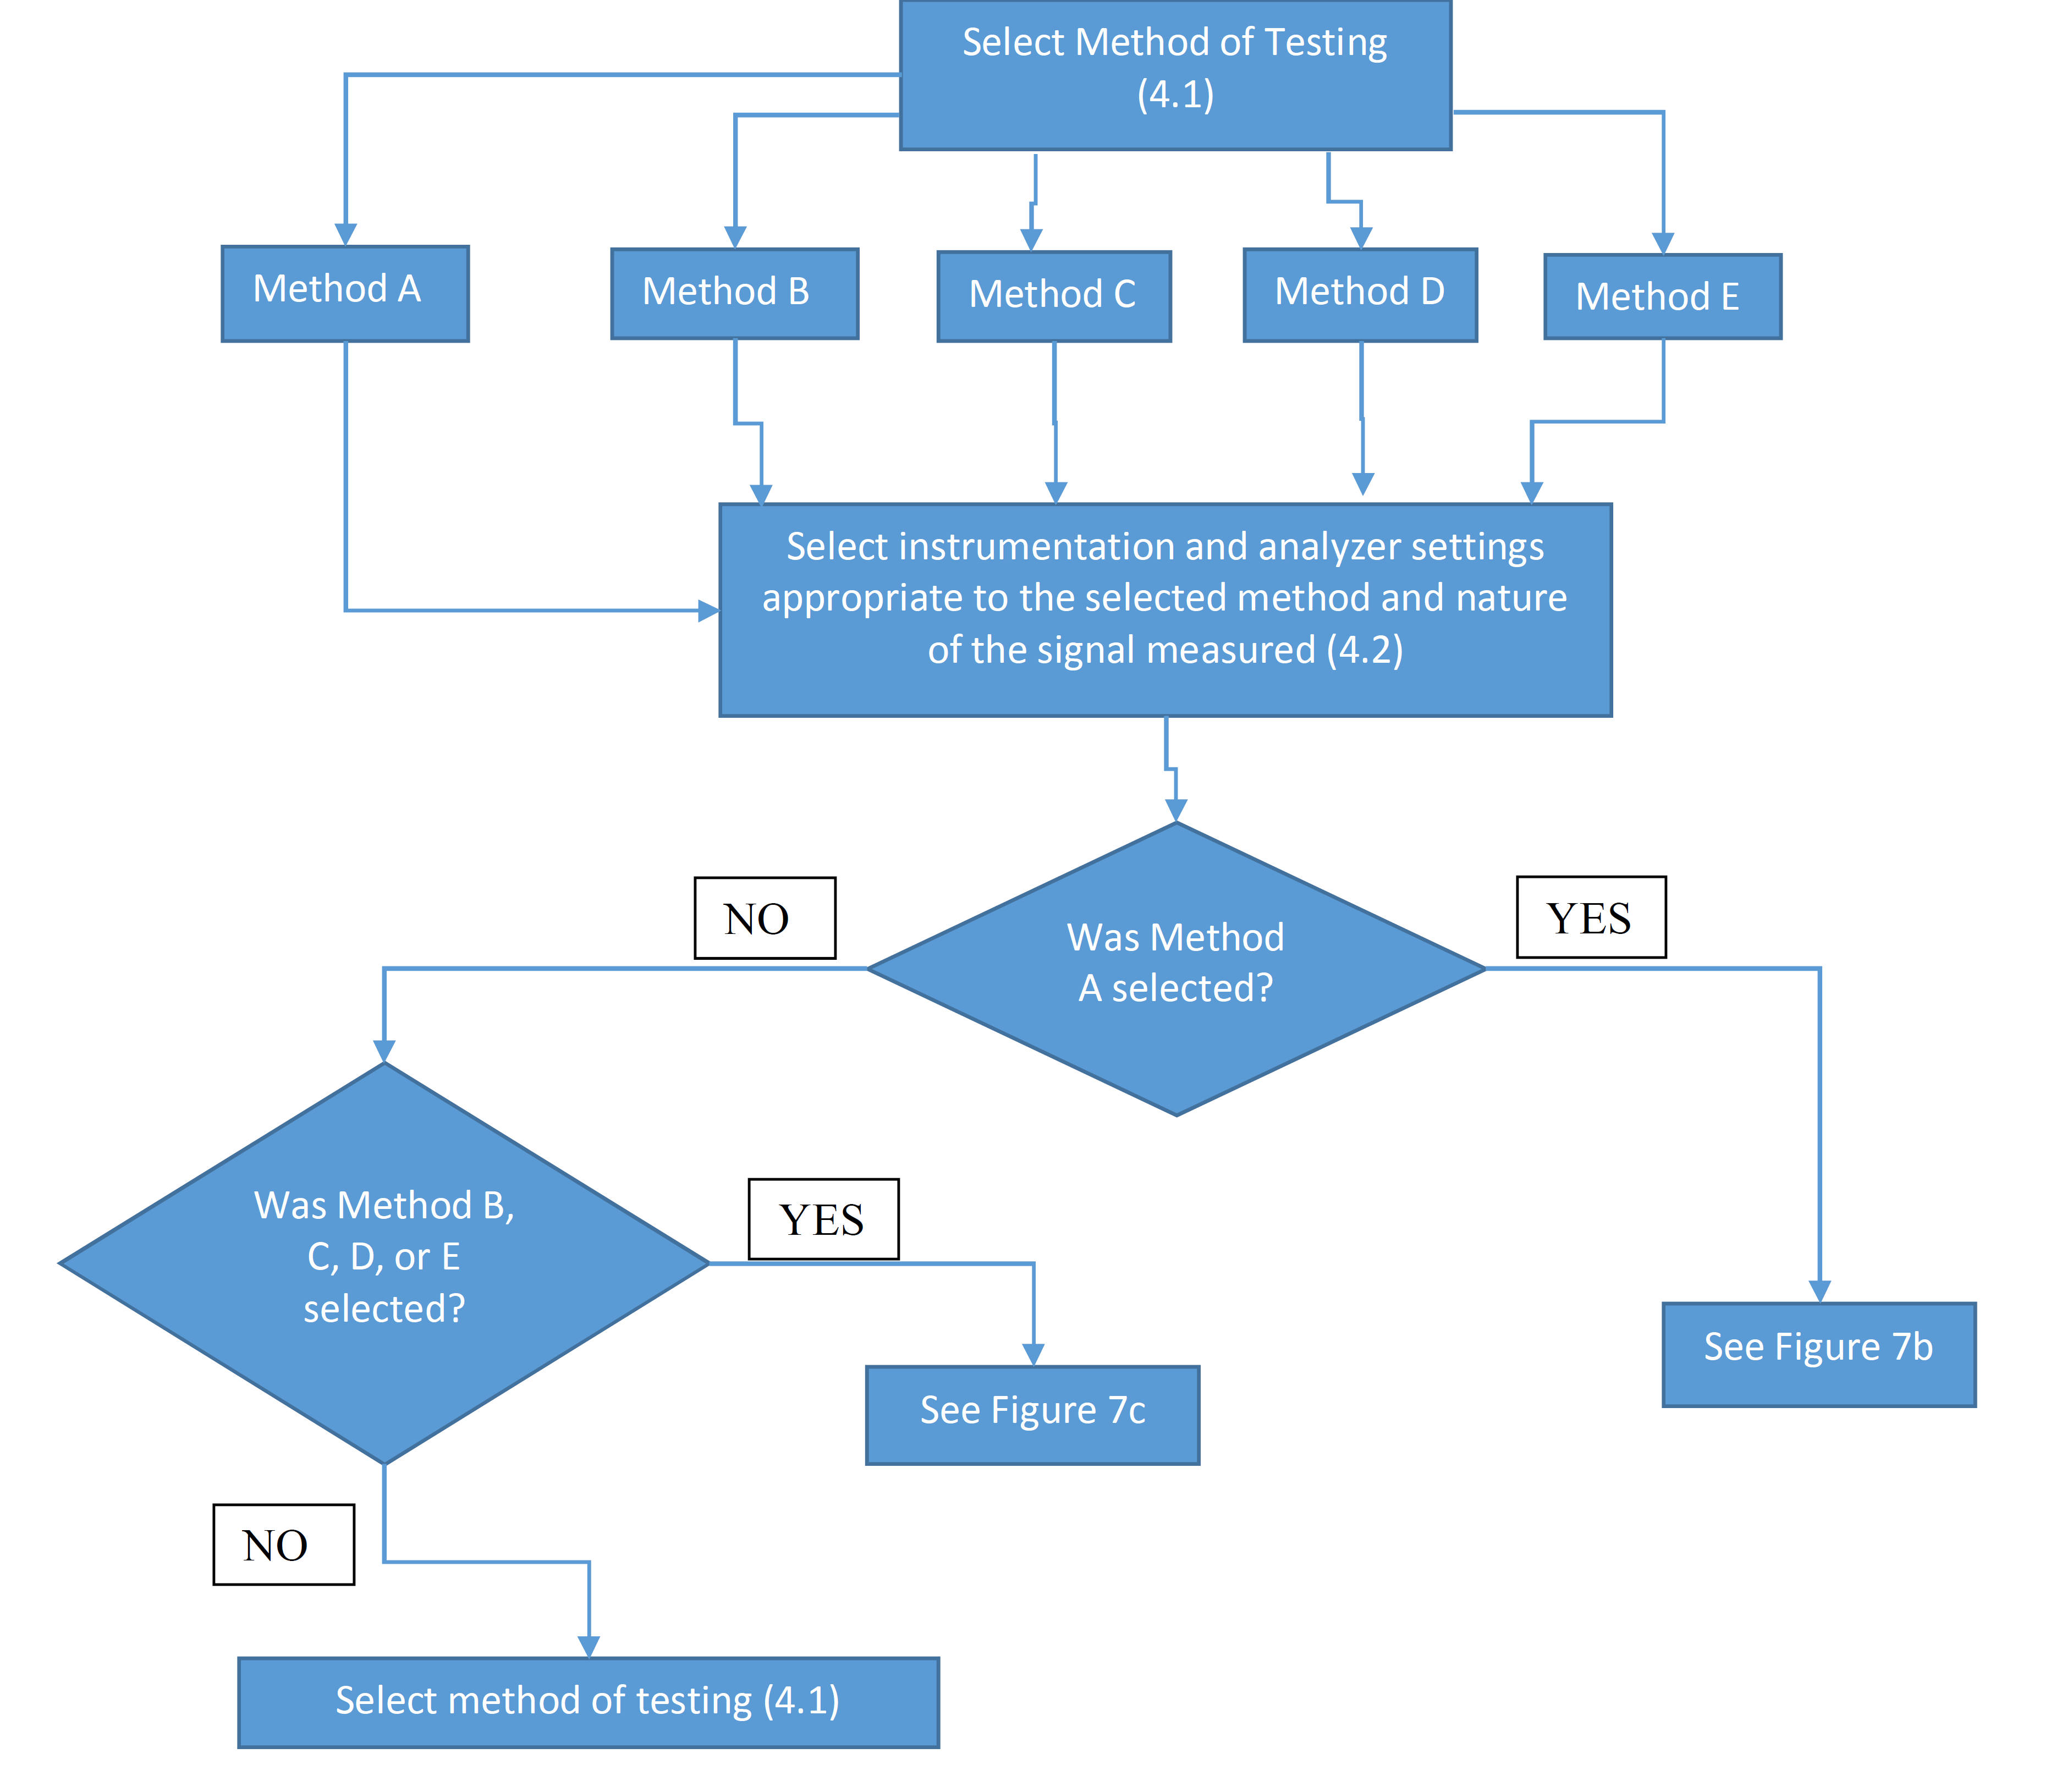 Select Method of Testing
(4.1)
Method A
Method B
Method C
Method D
Method E
Select instrumentation and analyzer settings
appropriate to the selected method and nature
of the signal measured (4.2)
NO
YES
Was Method
A selected?
Was Method B,
C, D, or E
selected?
YES
See Figure 7b
See Figure 7c
NO
Select method of testing (4.1)